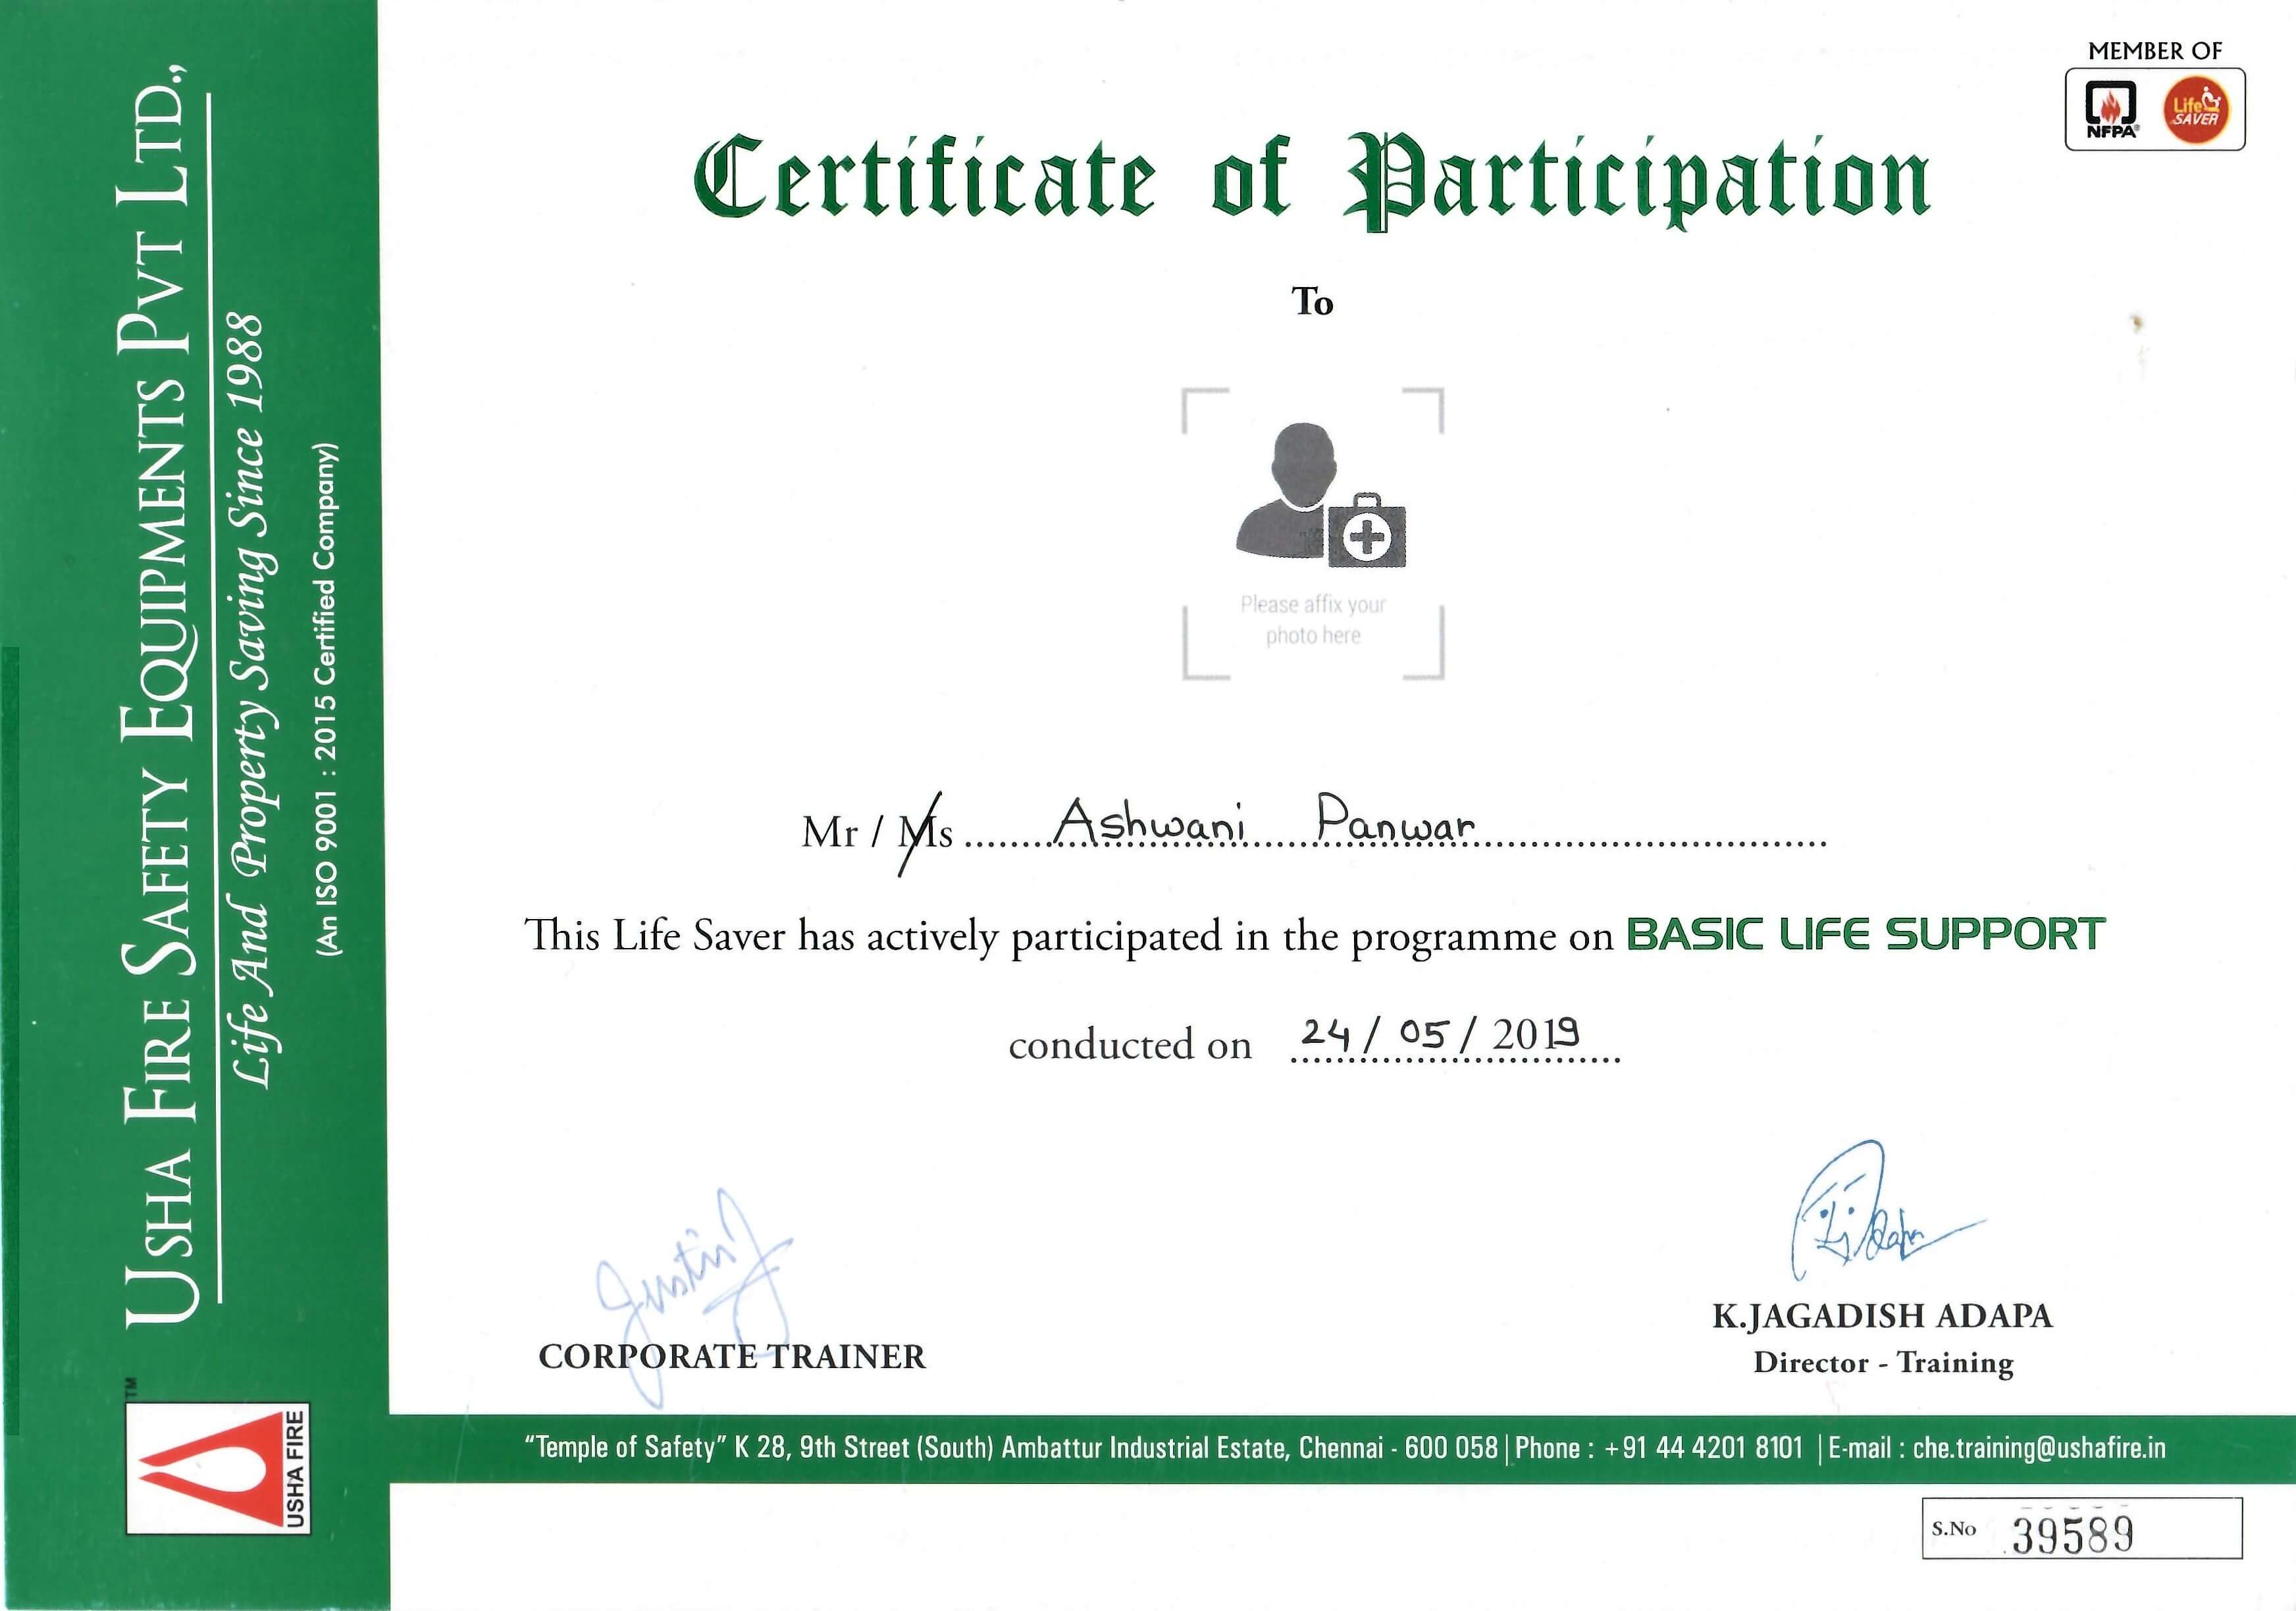 USHA FIRE SAFETY EQUIPMENTS PVT LTD.,
Life And Property Saving Since 1988
(An ISO 9001 : 2015 Certified Company)
TM
USHA FIRE
MEMBER OF
NFPA®
Life
SAVER
Certificate of Participation
To
Please affix your
photo here
Mr / Ms ...... Ashwani Panwar ......
This Life Saver has actively participated in the programme on BASIC LIFE SUPPORT
conducted on 24 / 05 / 2019
Justin
CORPORATE TRAINER
K.JAGADISH ADAPA
Director - Training
“Temple of Safety” K 28, 9th Street (South) Ambattur Industrial Estate, Chennai - 600 058 | Phone : +91 44 4201 8101 | E-mail : che.training@ushafire.in
S.No 39589